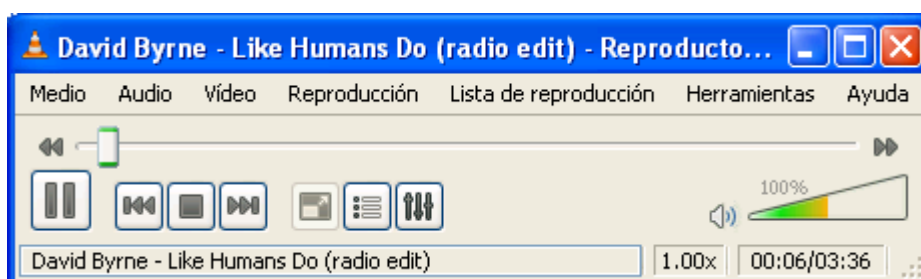 David Byrne - Like Humans Do (radio edit) - Reproducto...
Medio Audio Vídeo Reproducción Lista de reproducción Herramientas Ayuda
100%
David Byrne - Like Humans Do (radio edit) 1.00x 00:06/03:36